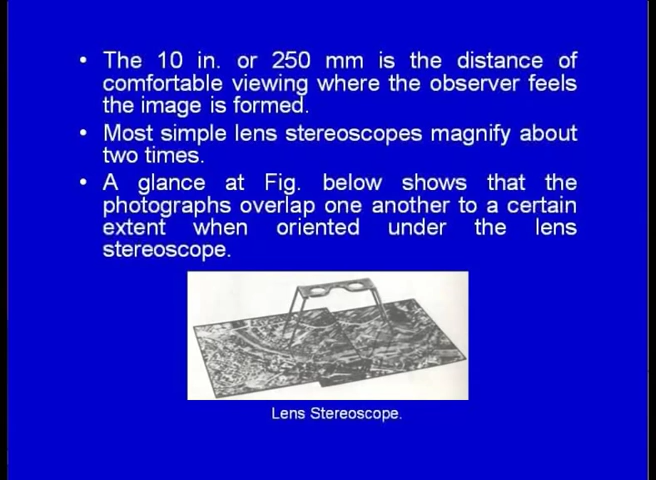 • The 10 in. or 250 mm is the distance of
comfortable viewing where the observer feels
the image is formed.
• Most simple lens stereoscopes magnify about
two times.
• A glance at Fig. below shows that the
photographs overlap one another to a certain
extent when oriented under the lens
stereoscope.
Lens Stereoscope.